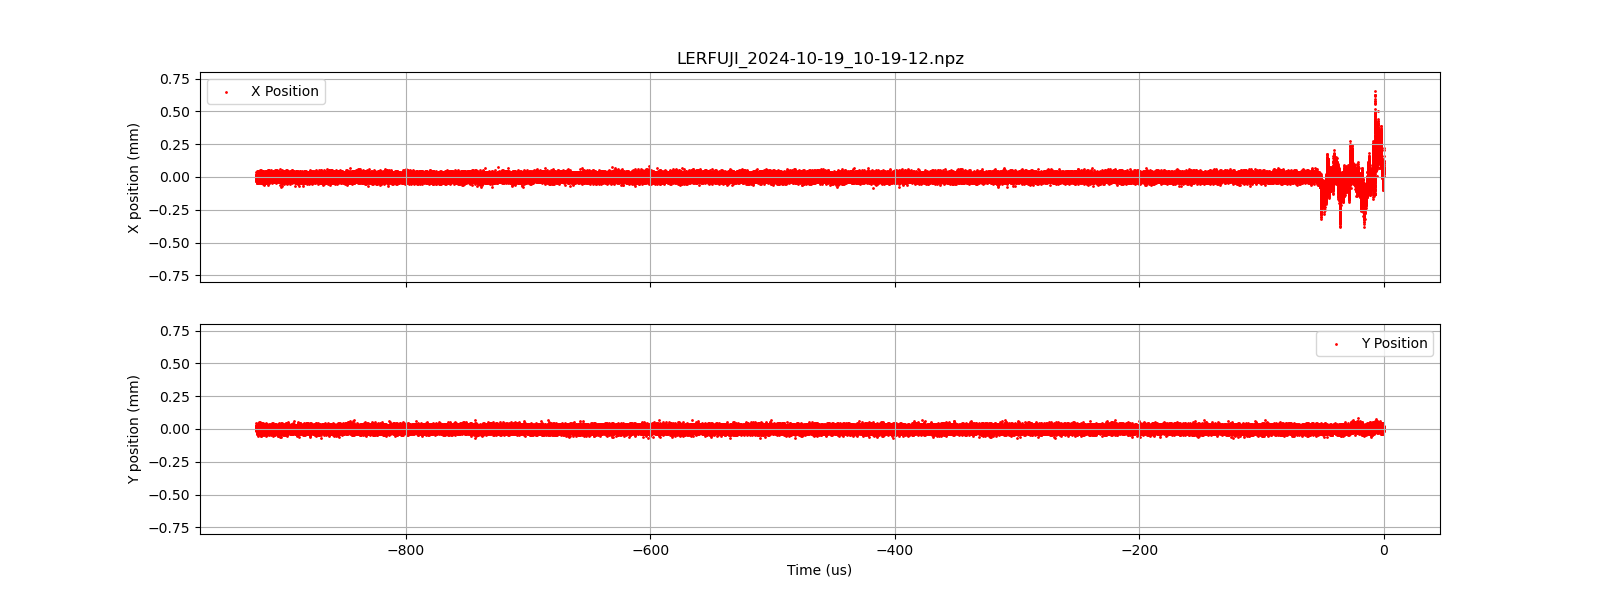 LERFUJI_2024-10-19_10-19-12.npz
X position (mm)
0.75
0.50
0.25
0.00
−0.25
−0.50
−0.75
X Position
Y position (mm)
0.75
0.50
0.25
0.00
−0.25
−0.50
−0.75
Y Position
−800 −600 −400 −200 0
Time (us)